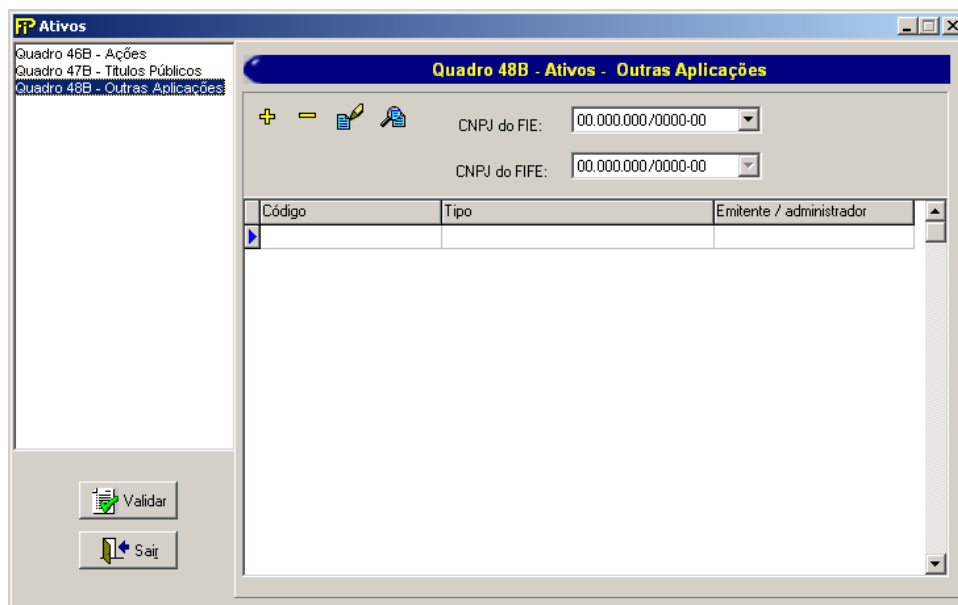 FIP Ativos
Quadro 46B - Ações
Quadro 47B - Titulos Públicos
Quadro 48B - Outras Aplicações
Quadro 48B - Ativos - Outras Aplicações
CNPJ do FIE: 00.000.000/0000-00
CNPJ do FIFE: 00.000.000/0000-00
Código Tipo Emitente / administrador
Validar
Sair